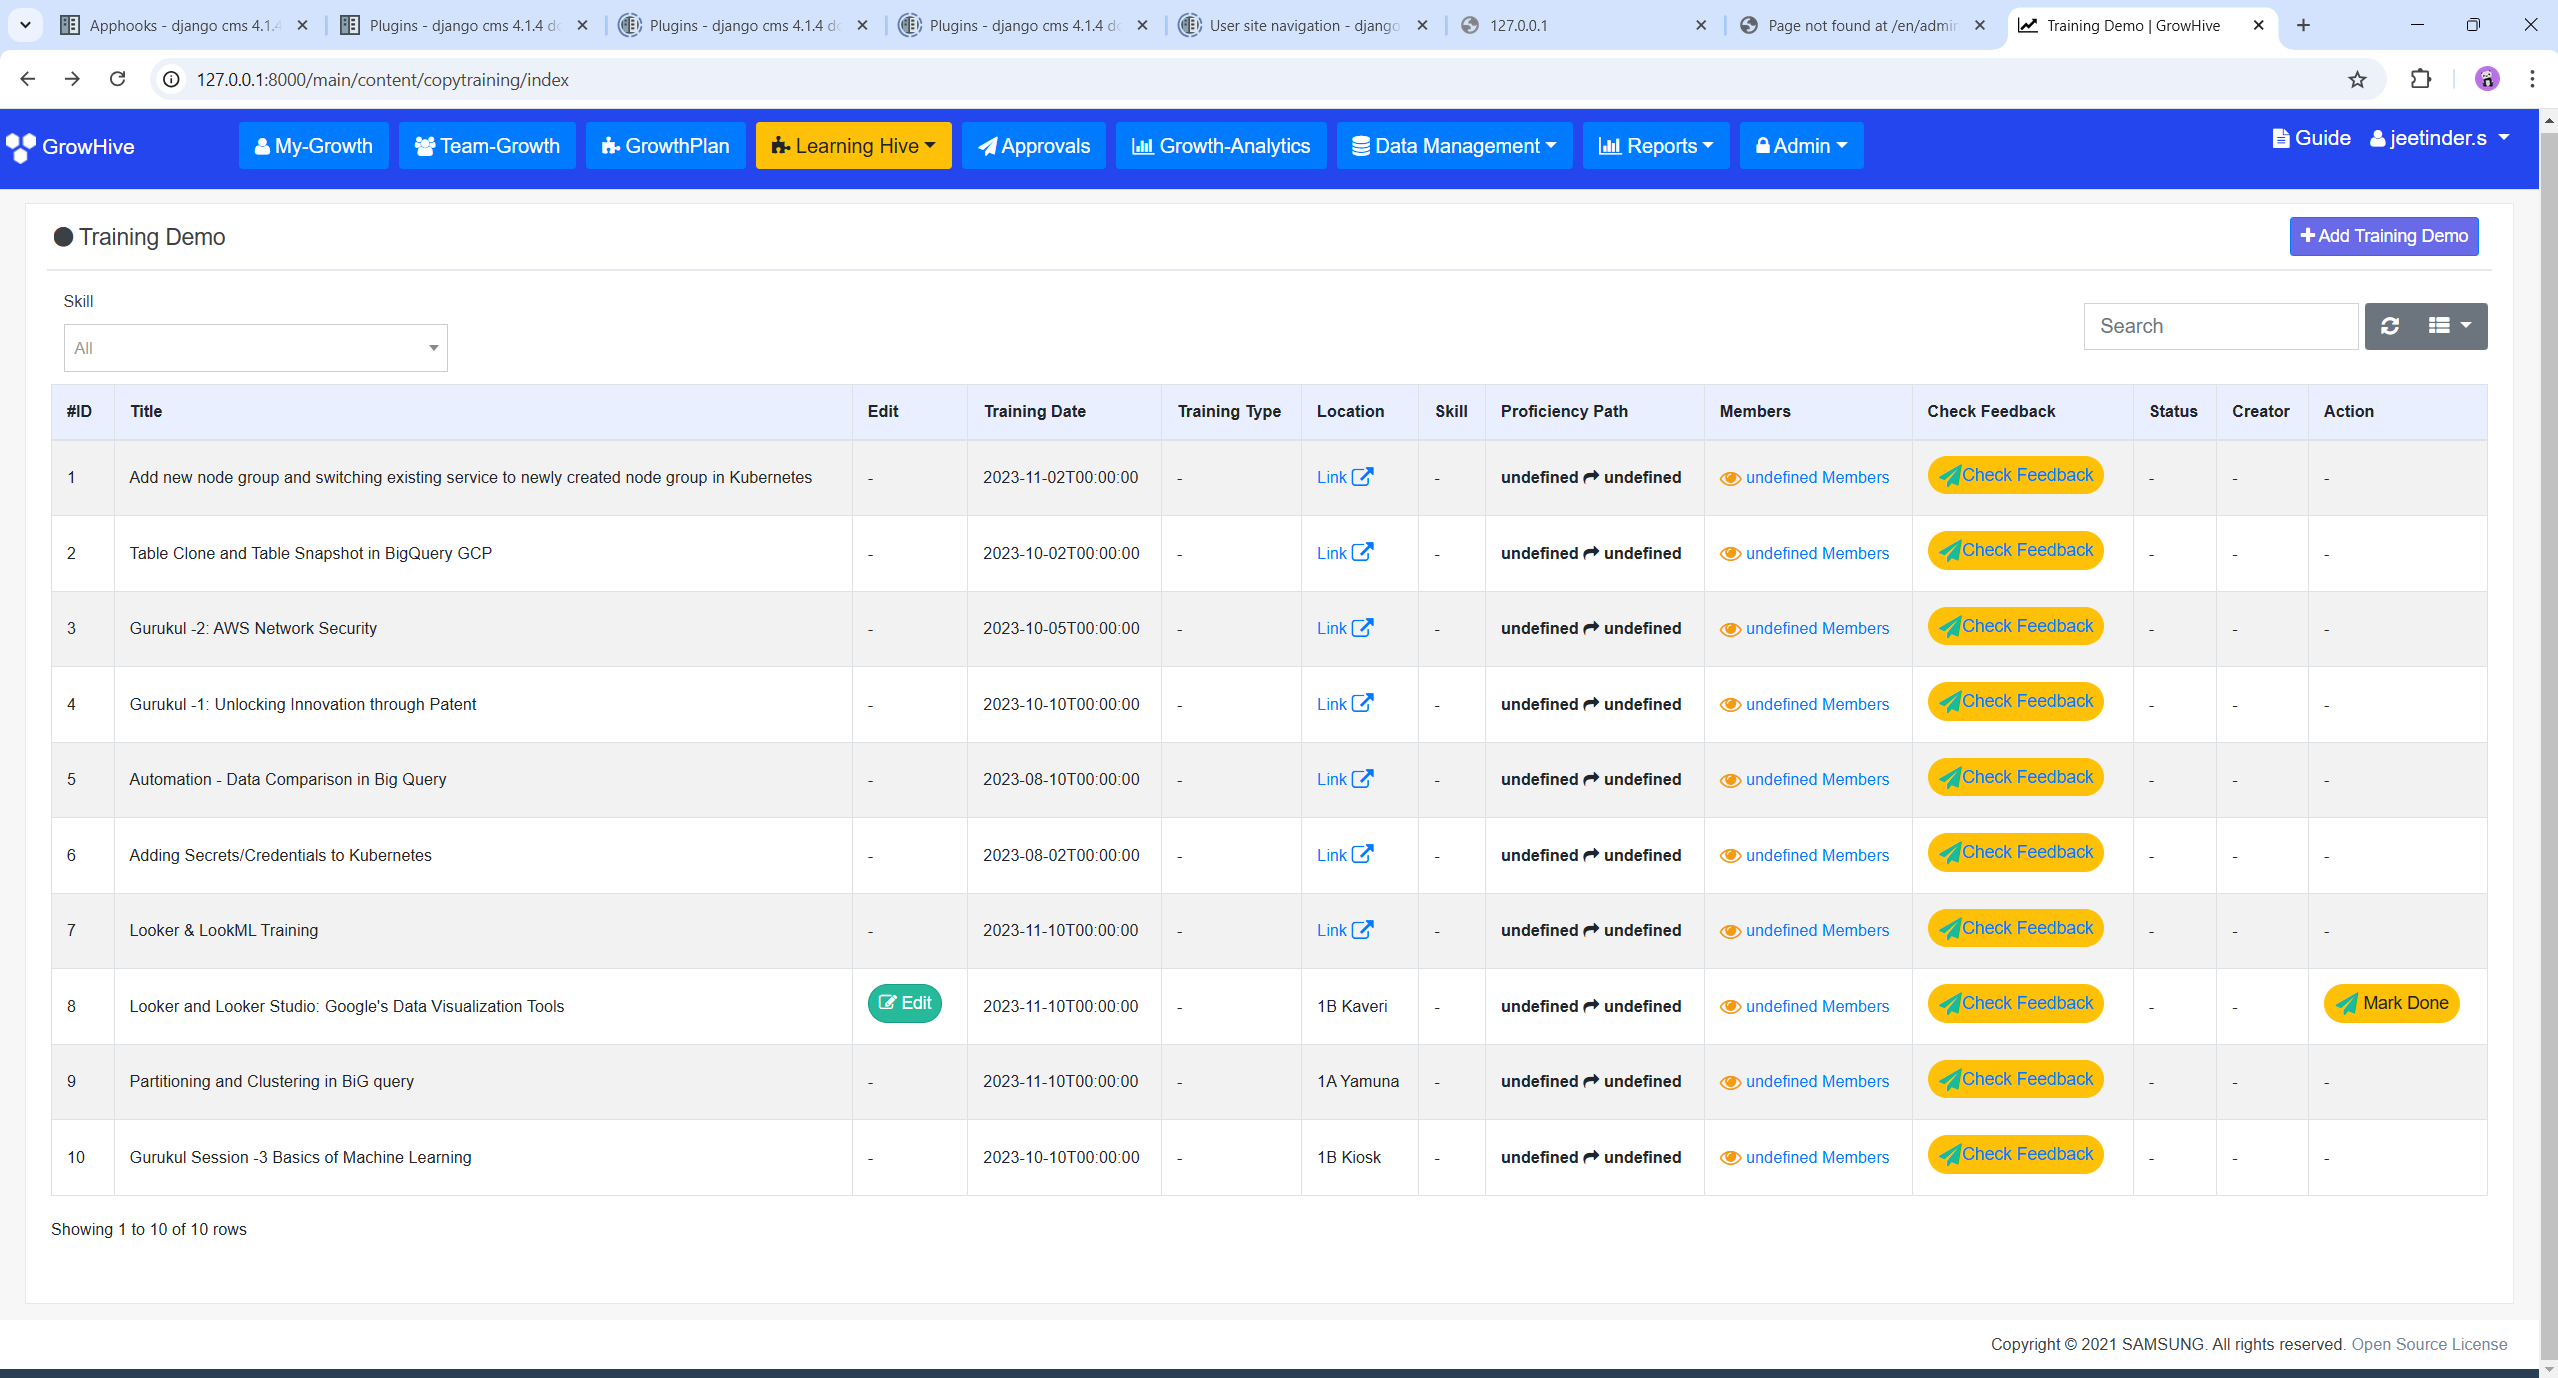 Apphooks - django cms 4.1.4
Plugins - django cms 4.1.4 do
Plugins - django cms 4.1.4 do
Plugins - django cms 4.1.4 do
User site navigation - django
127.0.0.1
Page not found at /en/admin
Training Demo | GrowHive
127.0.0.1:8000/main/content/copytraining/index
GrowHive My-Growth Team-Growth GrowthPlan Learning Hive Approvals Growth-Analytics Data Management Reports Admin Guide jeetinder.s
Training Demo
Add Training Demo
Skill
All
Search
#ID Title Edit Training Date Training Type Location Skill Proficiency Path Members Check Feedback Status Creator Action
1 Add new node group and switching existing service to newly created node group in Kubernetes - 2023-11-02T00:00:00 - Link - undefined undefined undefined Members Check Feedback - - -
2 Table Clone and Table Snapshot in BigQuery GCP - 2023-10-02T00:00:00 - Link - undefined undefined undefined Members Check Feedback - - -
3 Gurukul -2: AWS Network Security - 2023-10-05T00:00:00 - Link - undefined undefined undefined Members Check Feedback - - -
4 Gurukul -1: Unlocking Innovation through Patent - 2023-10-10T00:00:00 - Link - undefined undefined undefined Members Check Feedback - - -
5 Automation - Data Comparison in Big Query - 2023-08-10T00:00:00 - Link - undefined undefined undefined Members Check Feedback - - -
6 Adding Secrets/Credentials to Kubernetes - 2023-08-02T00:00:00 - Link - undefined undefined undefined Members Check Feedback - - -
7 Looker & LookML Training - 2023-11-10T00:00:00 - Link - undefined undefined undefined Members Check Feedback - - -
8 Looker and Looker Studio: Google's Data Visualization Tools Edit 2023-11-10T00:00:00 - 1B Kaveri - undefined undefined undefined Members Check Feedback - - Mark Done
9 Partitioning and Clustering in BiG query - 2023-11-10T00:00:00 - 1A Yamuna - undefined undefined undefined Members Check Feedback - - -
10 Gurukul Session -3 Basics of Machine Learning - 2023-10-10T00:00:00 - 1B Kiosk - undefined undefined undefined Members Check Feedback - - -
Showing 1 to 10 of 10 rows
Copyright © 2021 SAMSUNG. All rights reserved. Open Source License